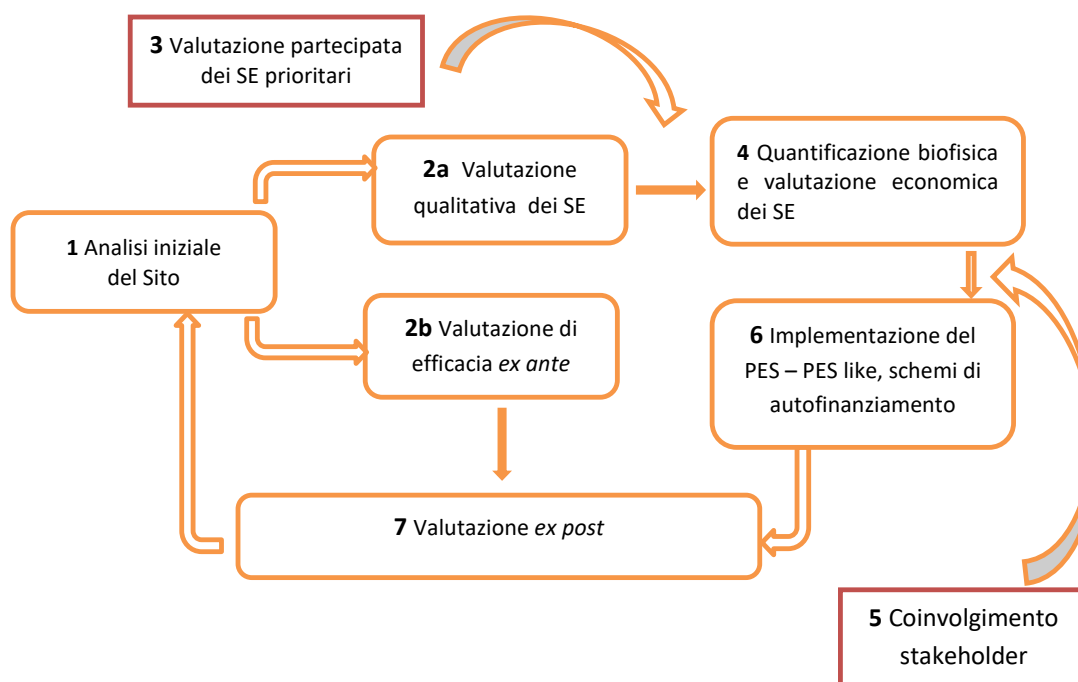 3 Valutazione partecipata
dei SE prioritari
2a Valutazione
qualitativa dei SE
4 Quantificazione biofisica
e valutazione economica
dei SE
1 Analisi iniziale
del Sito
2b Valutazione di
efficacia ex ante
6 Implementazione del
PES – PES like, schemi di
autofinanziamento
7 Valutazione ex post
5 Coinvolgimento
stakeholder